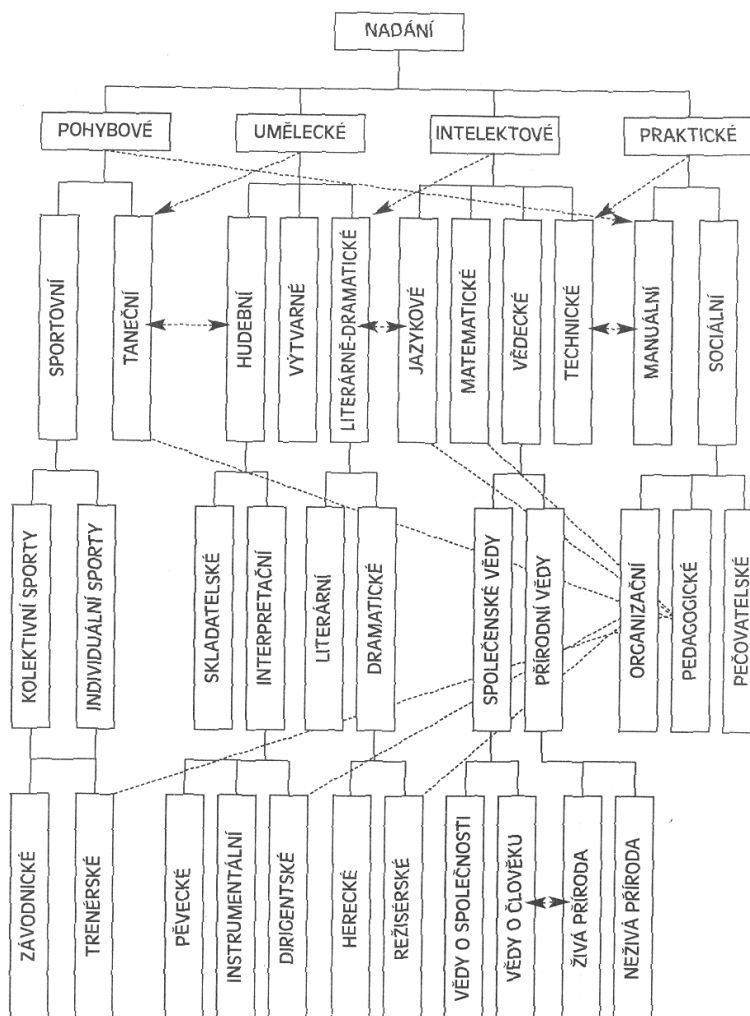 NADÁNÍ
POHYBOVÉ
UMĚLECKÉ
INTELEKTOVÉ
PRAKTICKÉ
SPORTOVNÍ
TANEČNÍ
HUDEBNÍ
VÝTVARNÉ
LITERÁRNĚ-DRAMATICKÉ
JAZYKOVÉ
MATEMATICKÉ
VĚDECKÉ
TECHNICKÉ
MANUÁLNÍ
SOCIÁLNÍ
KOLEKTIVNÍ SPORTY
INDIVIDUÁLNÍ SPORTY
SKLADATELSKÉ
INTERPRETAČNÍ
LITERÁRNÍ
DRAMATICKÉ
SPOLEČENSKÉ VĚDY
PŘÍRODNÍ VĚDY
ORGANIZAČNÍ
PEDAGOGICKÉ
PEČOVATELSKÉ
ZÁVODNICKÉ
TRENÉRSKÉ
PĚVECKÉ
INSTRUMENTÁLNÍ
DIRIGENTSKÉ
HERECKÉ
REŽISÉRSKÉ
VĚDY O SPOLEČNOSTI
VĚDY O ČLOVĚKU
ŽIVÁ PŘÍRODA
NEŽIVÁ PŘÍRODA